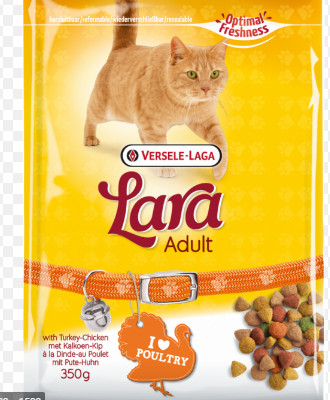 hersluitbaar/refermable/wiederverschließbar/resealable
Optimal
Freshness
VERSELE-LAGA
Lara
Adult
I ❤
POULTRY
with Turkey-Chicken
met Kalkoen-Kip
à la Dinde-au Poulet
mit Pute-Huhn
350g